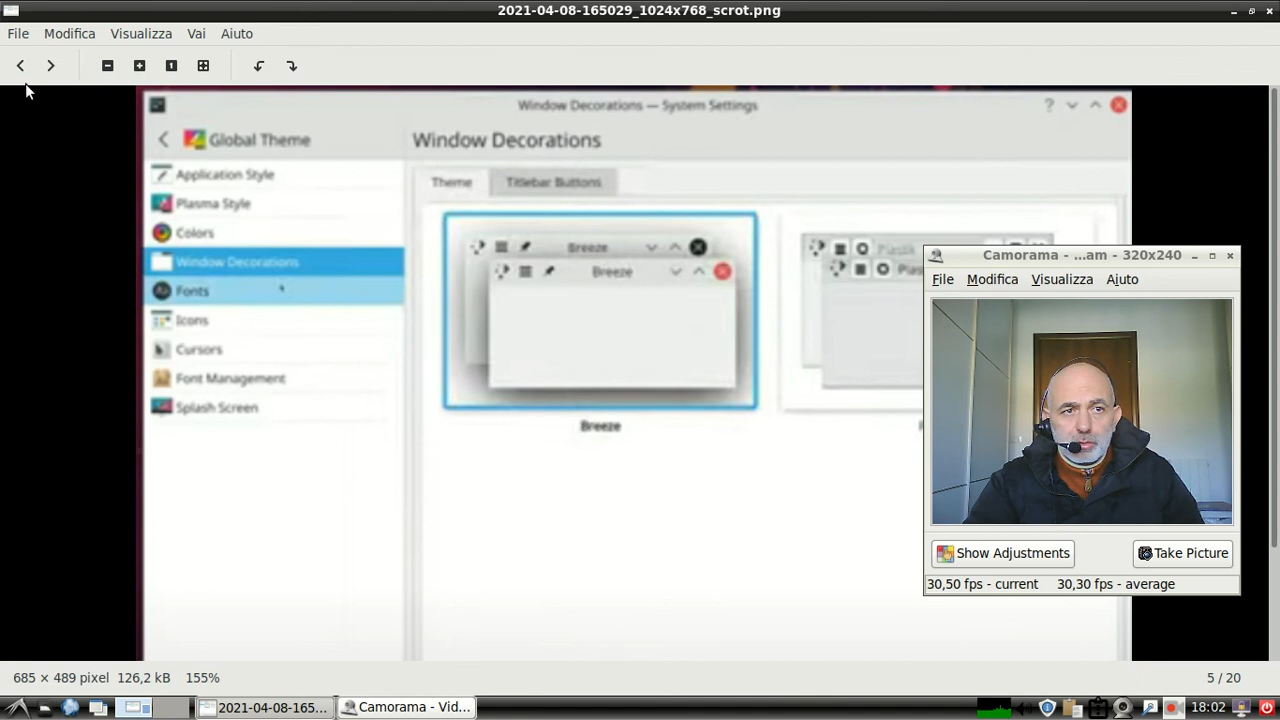 2021-04-08-165029_1024x768_scrot.png
File Modifica Visualizza Vai Aiuto
Window Decorations — System Settings
Global Theme
Window Decorations
Application Style
Plasma Style
Colors
Window Decorations
Fonts
Icons
Cursors
Font Management
Splash Screen
Theme Titlebar Buttons
Breeze
Breeze
Breeze
Plastik
Camorama - ...am - 320x240
File Modifica Visualizza Aiuto
Show Adjustments Take Picture
30,50 fps - current 30,30 fps - average
685 × 489 pixel 126,2 kB 155% 5 / 20
2021-04-08-165... Camorama - Vid... 18:02